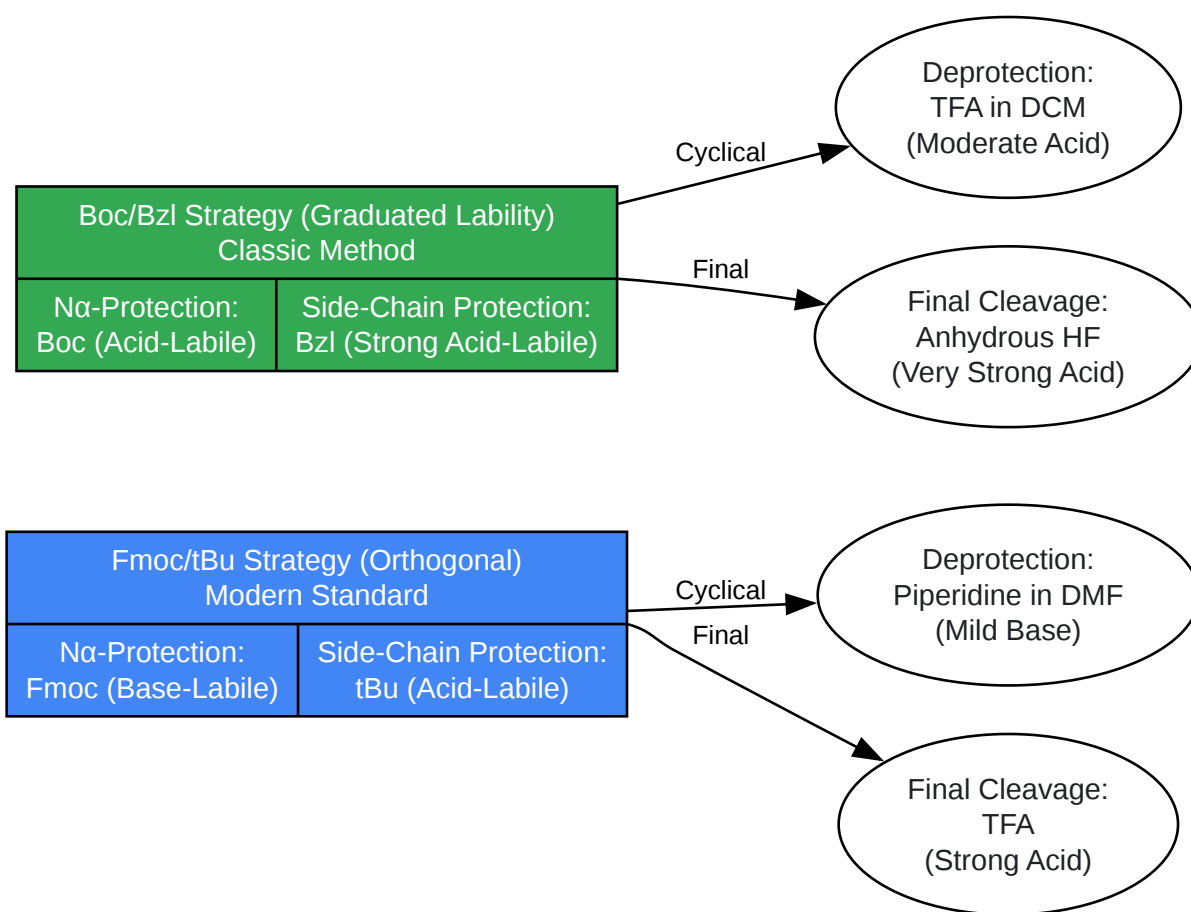 Boc/Bzl Strategy (Graduated Lability)
Classic Method
Nα-Protection:
Boc (Acid-Labile)
Side-Chain Protection:
Bzl (Strong Acid-Labile)
Cyclical
Deprotection:
TFA in DCM
(Moderate Acid)
Final
Final Cleavage:
Anhydrous HF
(Very Strong Acid)
Fmoc/tBu Strategy (Orthogonal)
Modern Standard
Nα-Protection:
Fmoc (Base-Labile)
Side-Chain Protection:
tBu (Acid-Labile)
Cyclical
Deprotection:
Piperidine in DMF
(Mild Base)
Final
Final Cleavage:
TFA
(Strong Acid)